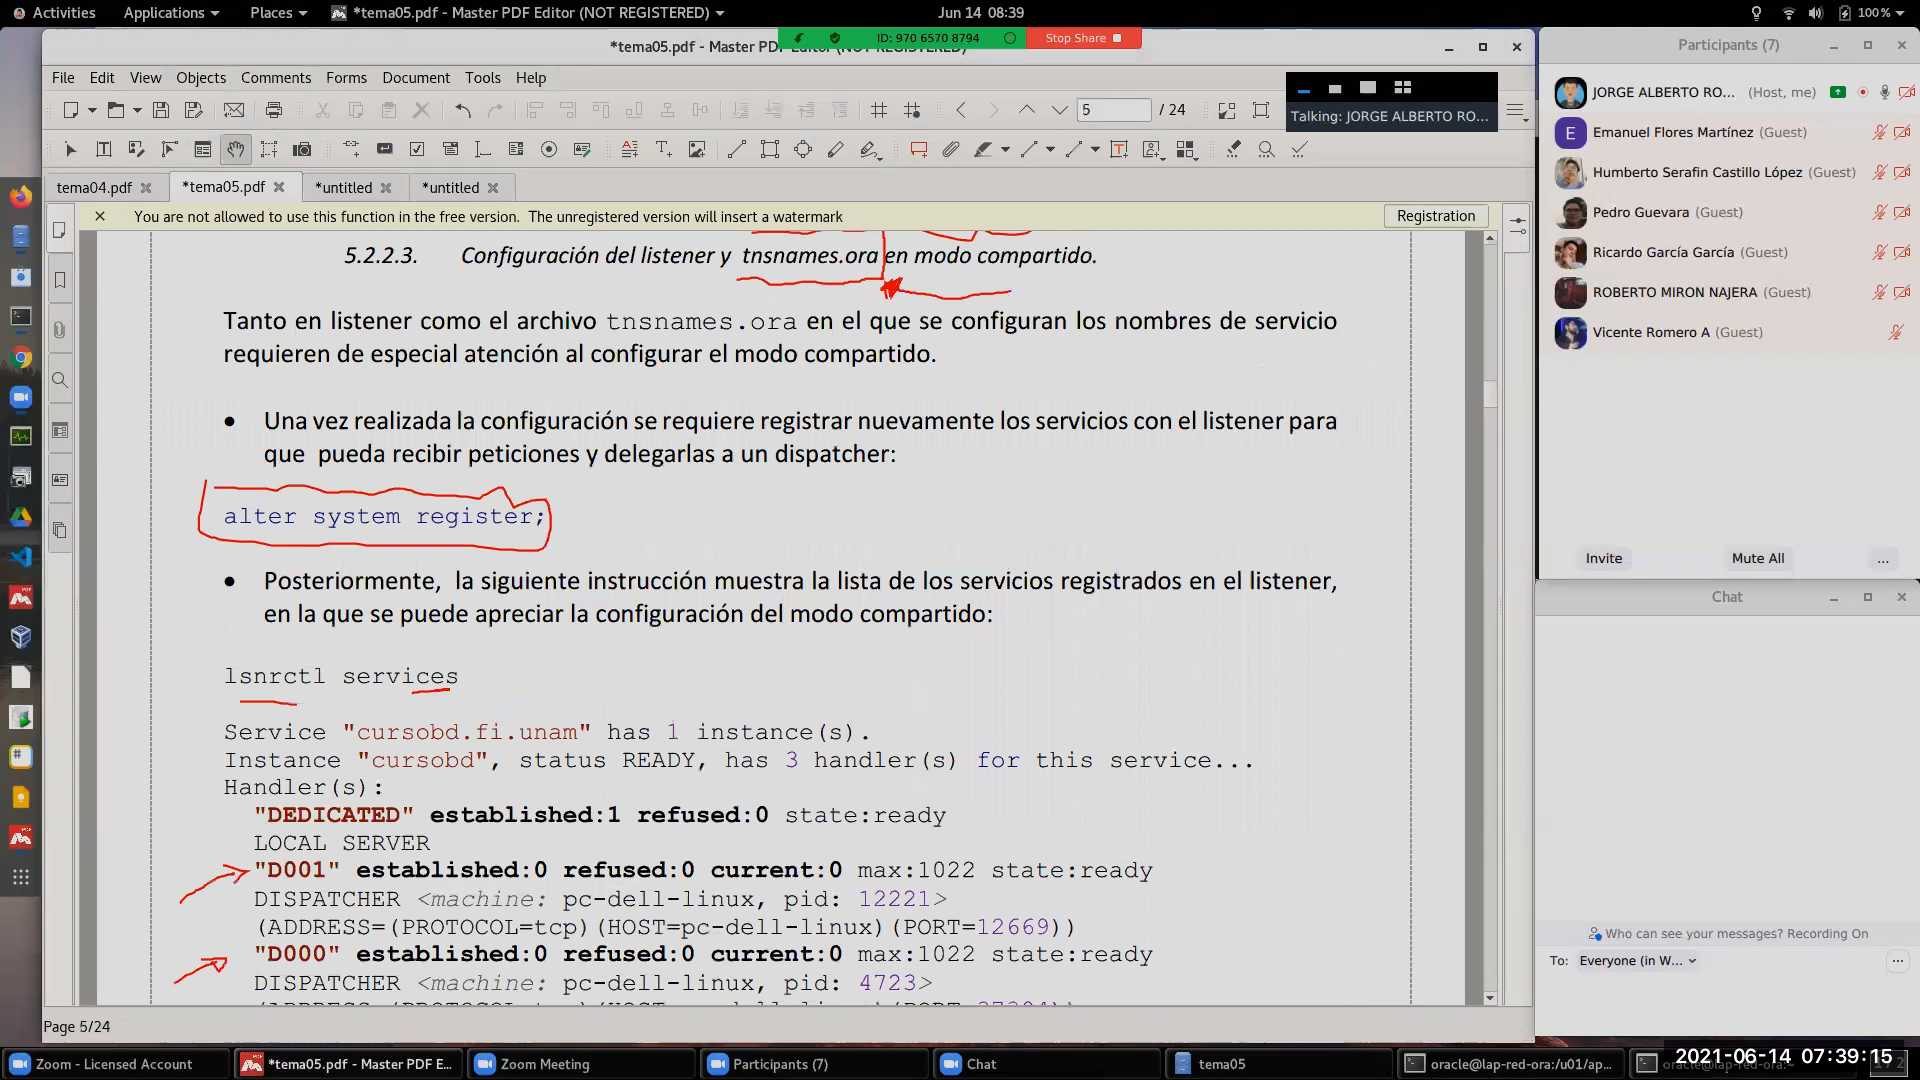 Activities
Applications
Places
*tema05.pdf - Master PDF Editor (NOT REGISTERED)
Jun 14 08:39
100%
*tema05.pdf - Master PDF Editor (NOT REGISTERED)
ID: 970 6570 8794
Stop Share
File Edit View Objects Comments Forms Document Tools Help
5 / 24
Talking: JORGE ALBERTO RO...
tema04.pdf
*tema05.pdf
*untitled
*untitled
You are not allowed to use this function in the free version. The unregistered version will insert a watermark
Registration
5.2.2.3. Configuración del listener y tnsnames.ora en modo compartido.
Tanto en listener como el archivo tnsnames.ora en el que se configuran los nombres de servicio
requieren de especial atención al configurar el modo compartido.
● Una vez realizada la configuración se requiere registrar nuevamente los servicios con el listener para
que pueda recibir peticiones y delegarlas a un dispatcher:
alter system register;
● Posteriormente, la siguiente instrucción muestra la lista de los servicios registrados en el listener,
en la que se puede apreciar la configuración del modo compartido:
lsnrctl services
Service "cursobd.fi.unam" has 1 instance(s).
Instance "cursobd", status READY, has 3 handler(s) for this service...
Handler(s):
"DEDICATED" established:1 refused:0 state:ready
LOCAL SERVER
"D001" established:0 refused:0 current:0 max:1022 state:ready
DISPATCHER <machine: pc-dell-linux, pid: 12221>
(ADDRESS=(PROTOCOL=tcp)(HOST=pc-dell-linux)(PORT=12669))
"D000" established:0 refused:0 current:0 max:1022 state:ready
DISPATCHER <machine: pc-dell-linux, pid: 4723>
Page 5/24
Participants (7)
JORGE ALBERTO RO... (Host, me)
E
Emanuel Flores Martínez (Guest)
Humberto Serafin Castillo López (Guest)
Pedro Guevara (Guest)
Ricardo García García (Guest)
ROBERTO MIRON NAJERA (Guest)
Vicente Romero A (Guest)
Invite
Mute All
...
Chat
Who can see your messages? Recording On
To: Everyone (in W...
Zoom - Licensed Account
*tema05.pdf - Master PDF E...
Zoom Meeting
Participants (7)
Chat
tema05
oracle@lap-red-ora:/u01/ap...
2021-06-14 07:39:15